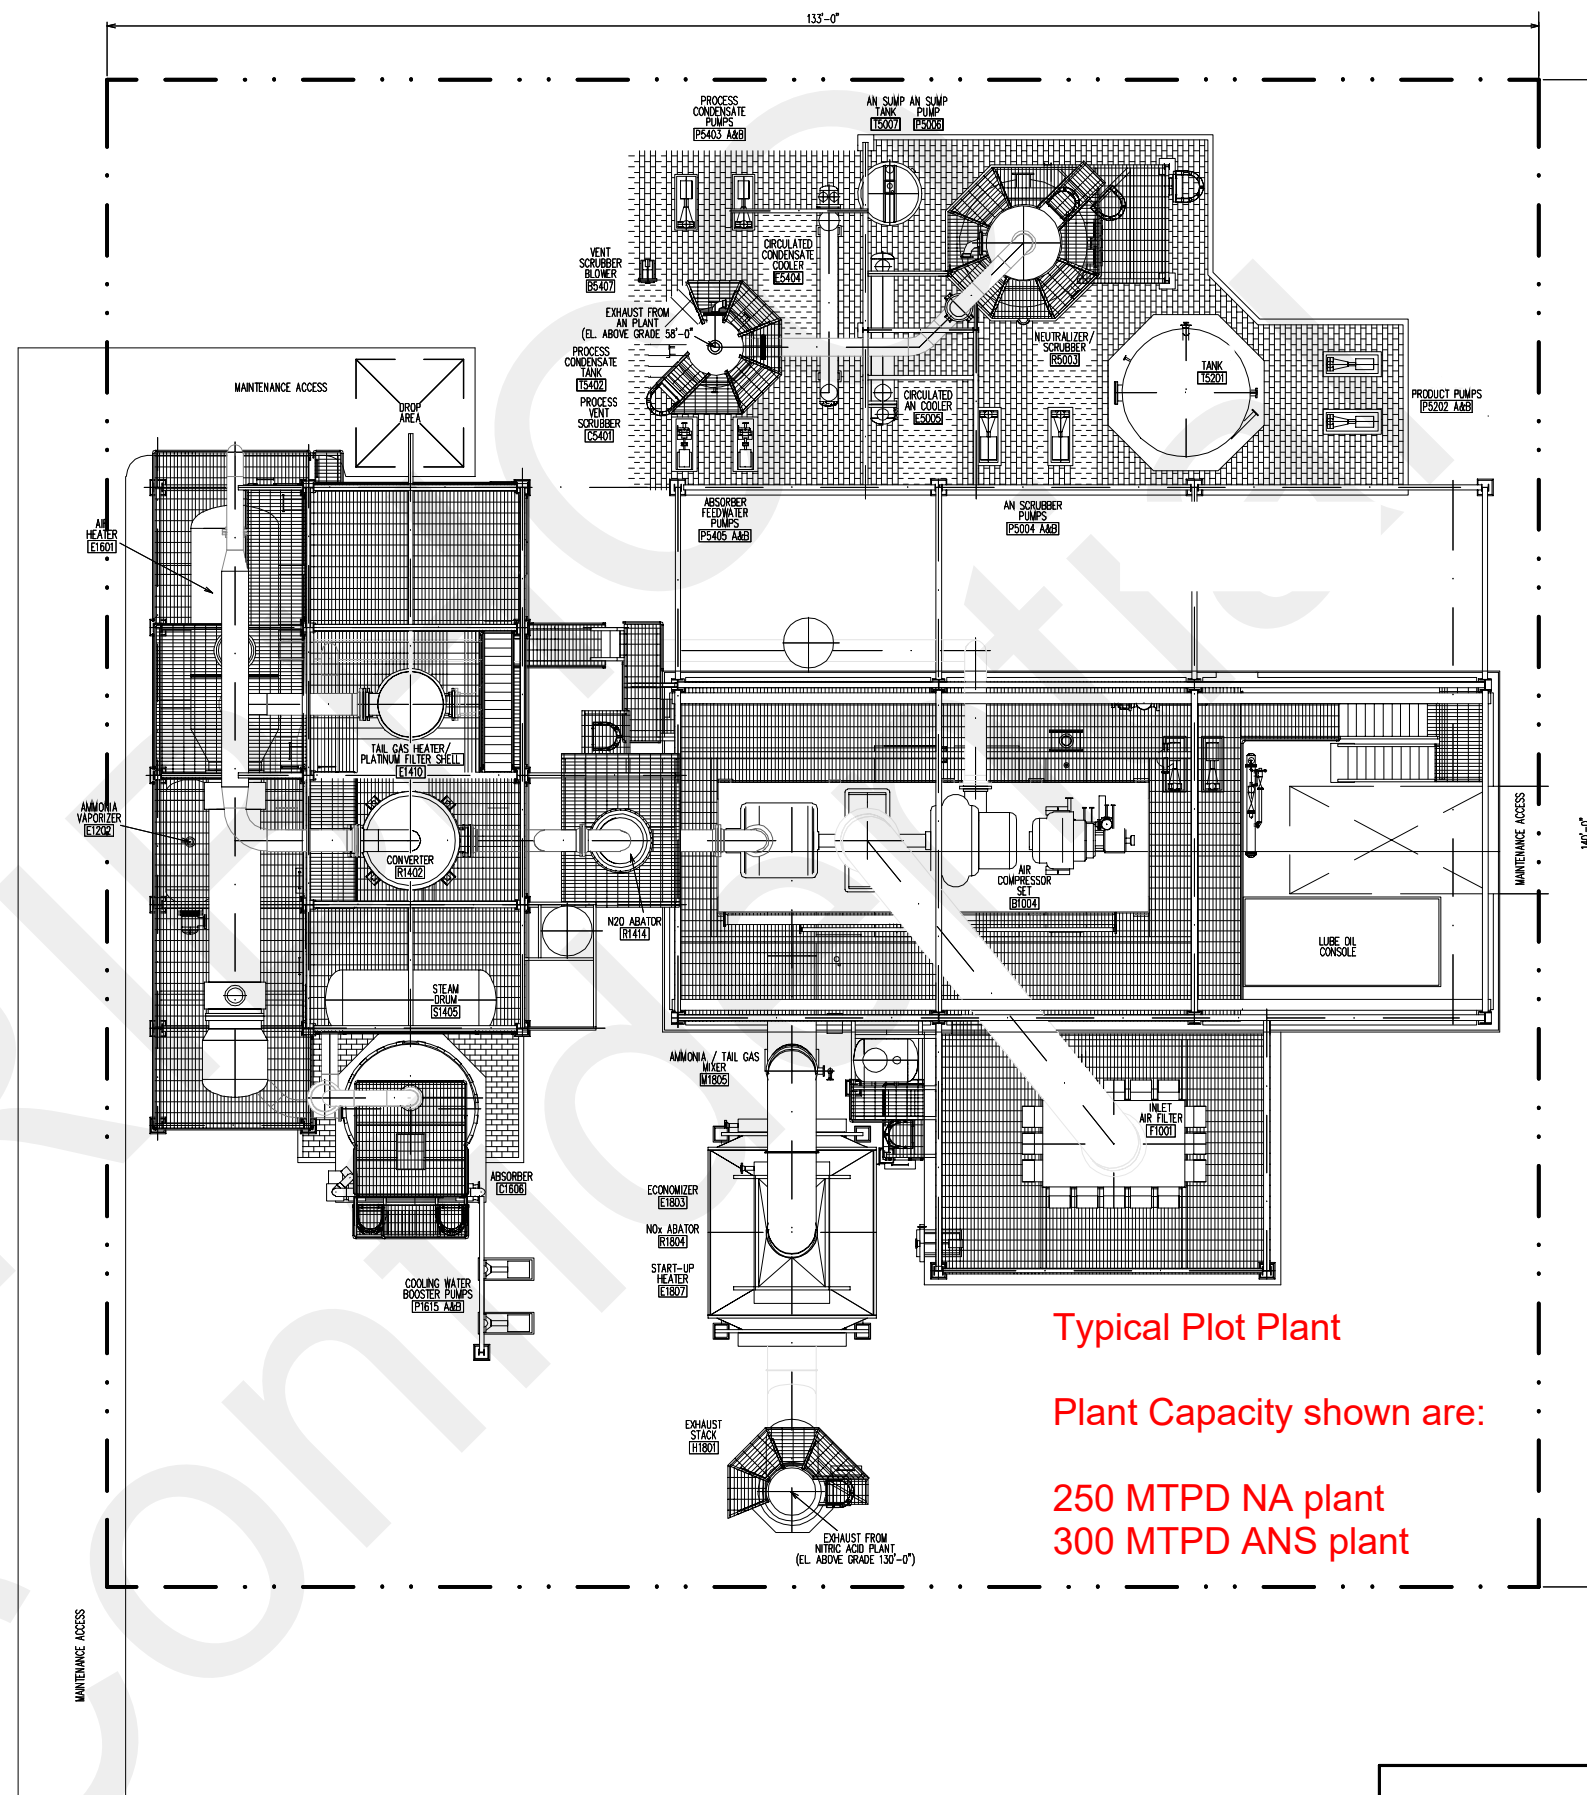 133'-0"
PROCESS
CONDENSATE
PUMPS
P5403 A&B
AN SUMP
TANK
T5007
AN SUMP
PUMP
P5006
VENT
SCRUBBER
BLOWER
B5407
CIRCULATED
CONDENSATE
COOLER
E5404
EXHAUST FROM
AN PLANT
(EL. ABOVE GRADE 58'-0"
PROCESS
CONDENSATE
TANK
T5402
PROCESS
VENT
SCRUBBER
C5401
NEUTRALIZER/
SCRUBBER
R5003
TANK
T5201
CIRCULATED
AN COOLER
E5005
PRODUCT PUMPS
P5202 A&B
MAINTENANCE ACCESS
DROP
AREA
ABSORBER
FEEDWATER
PUMPS
P5405 A&B
AN SCRUBBER
PUMPS
P5004 A&B
AIR
HEATER
E1601
TAIL GAS HEATER/
PLATINUM FILTER SHELL
E1410
AMMONIA
VAPORIZER
E1202
CONVERTER
R1402
N2O ABATOR
R1414
AIR
COMPRESSOR
SET
B1004
MAINTENANCE ACCESS
140'-0"
LUBE OIL
CONSOLE
STEAM
DRUM
S1405
AMMONIA / TAIL GAS
MIXER
M1805
INLET
AIR FILTER
F1001
ABSORBER
C1606
ECONOMIZER
E1803
NOx ABATOR
R1804
START-UP
HEATER
E1807
COOLING WATER
BOOSTER PUMPS
P1615 A&B
Typical Plot Plant
Plant Capacity shown are:
250 MTPD NA plant
300 MTPD ANS plant
EXHAUST
STACK
H1801
EXHAUST FROM
NITRIC ACID PLANT
(EL. ABOVE GRADE 130'-0")
MAINTENANCE ACCESS
Confidential